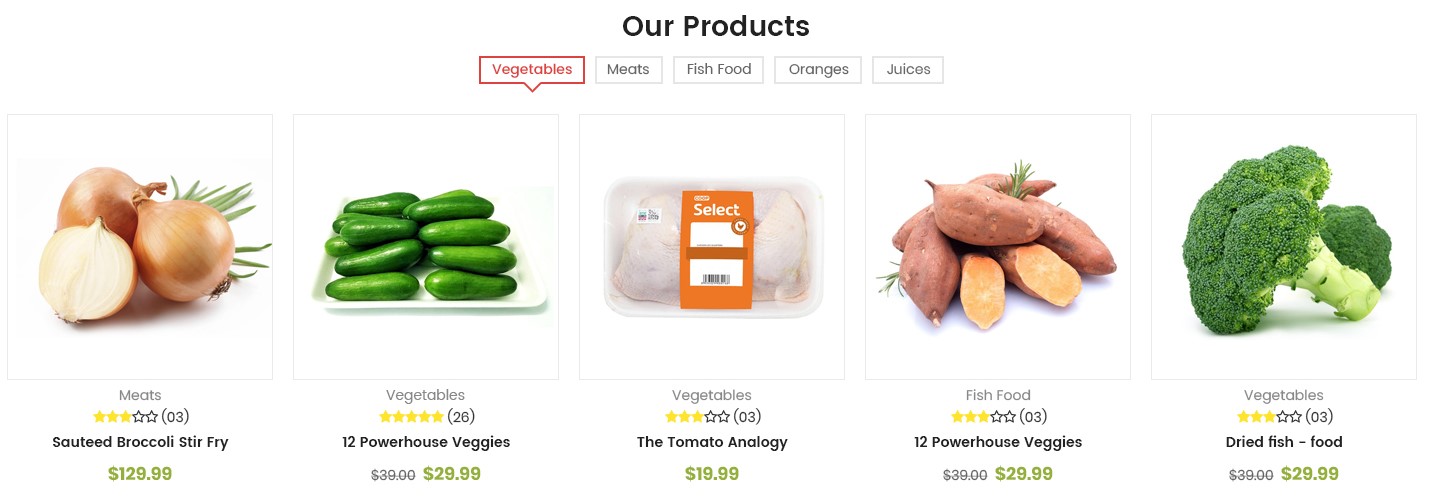 Our Products
Vegetables Meats Fish Food Oranges Juices
Select
Meats
(03)
Sauteed Broccoli Stir Fry
$129.99
Vegetables
(26)
12 Powerhouse Veggies
$39.00 $29.99
Vegetables
(03)
The Tomato Analogy
$19.99
Fish Food
(03)
12 Powerhouse Veggies
$39.00 $29.99
Vegetables
(03)
Dried fish - food
$39.00 $29.99